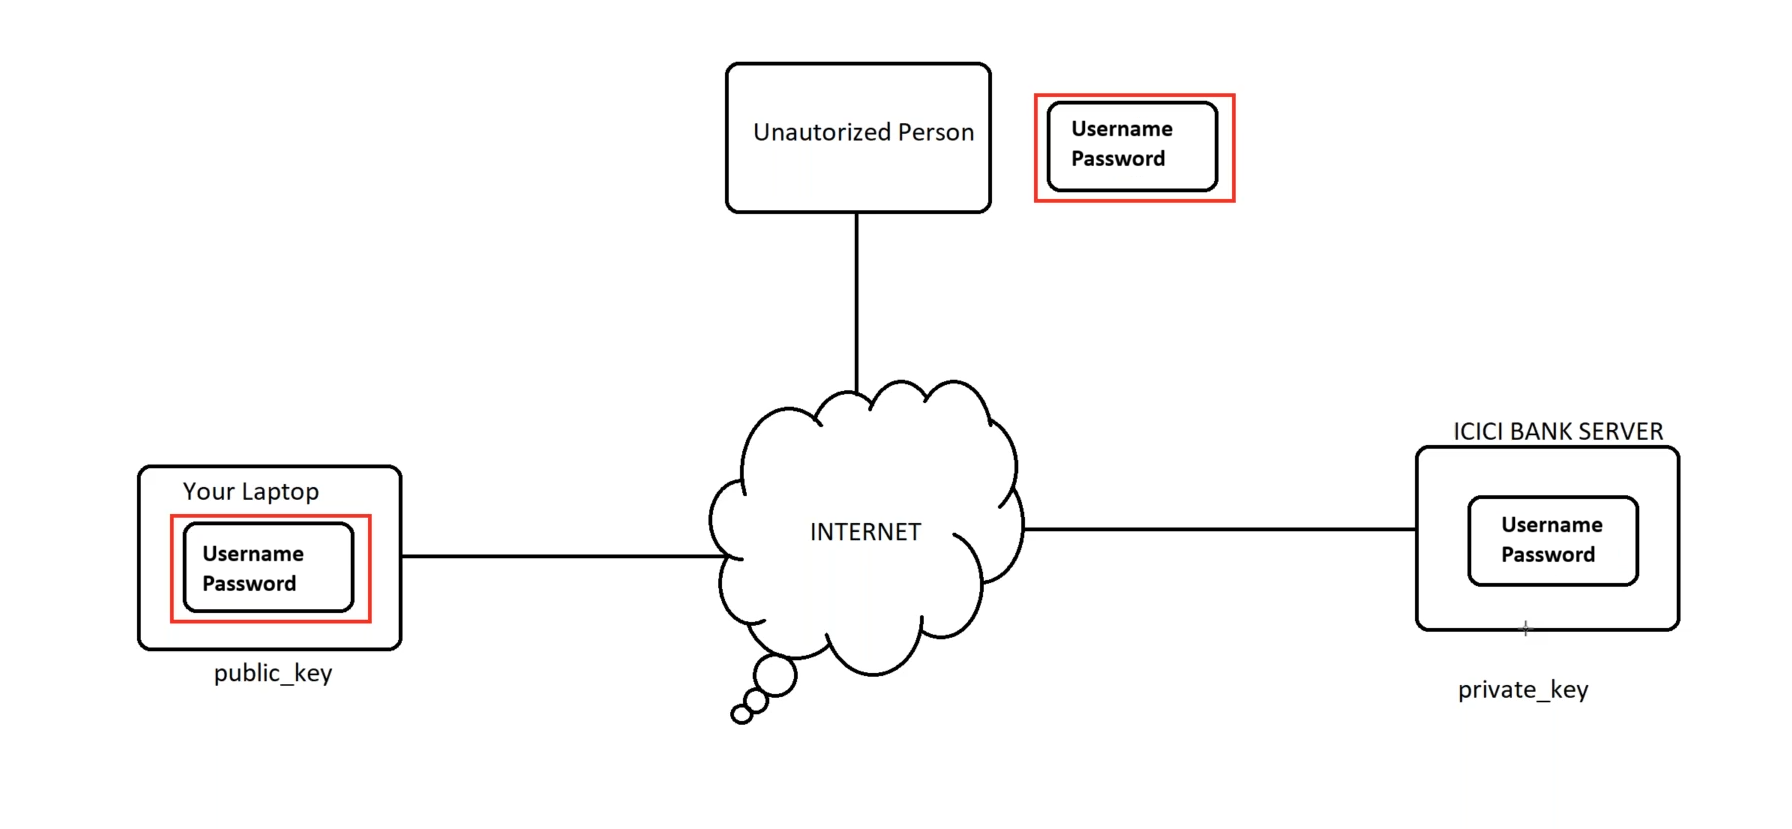 Unautorized Person
Username
Password
ICICI BANK SERVER
Your Laptop
Username
Password
INTERNET
Username
Password
public_key
private_key